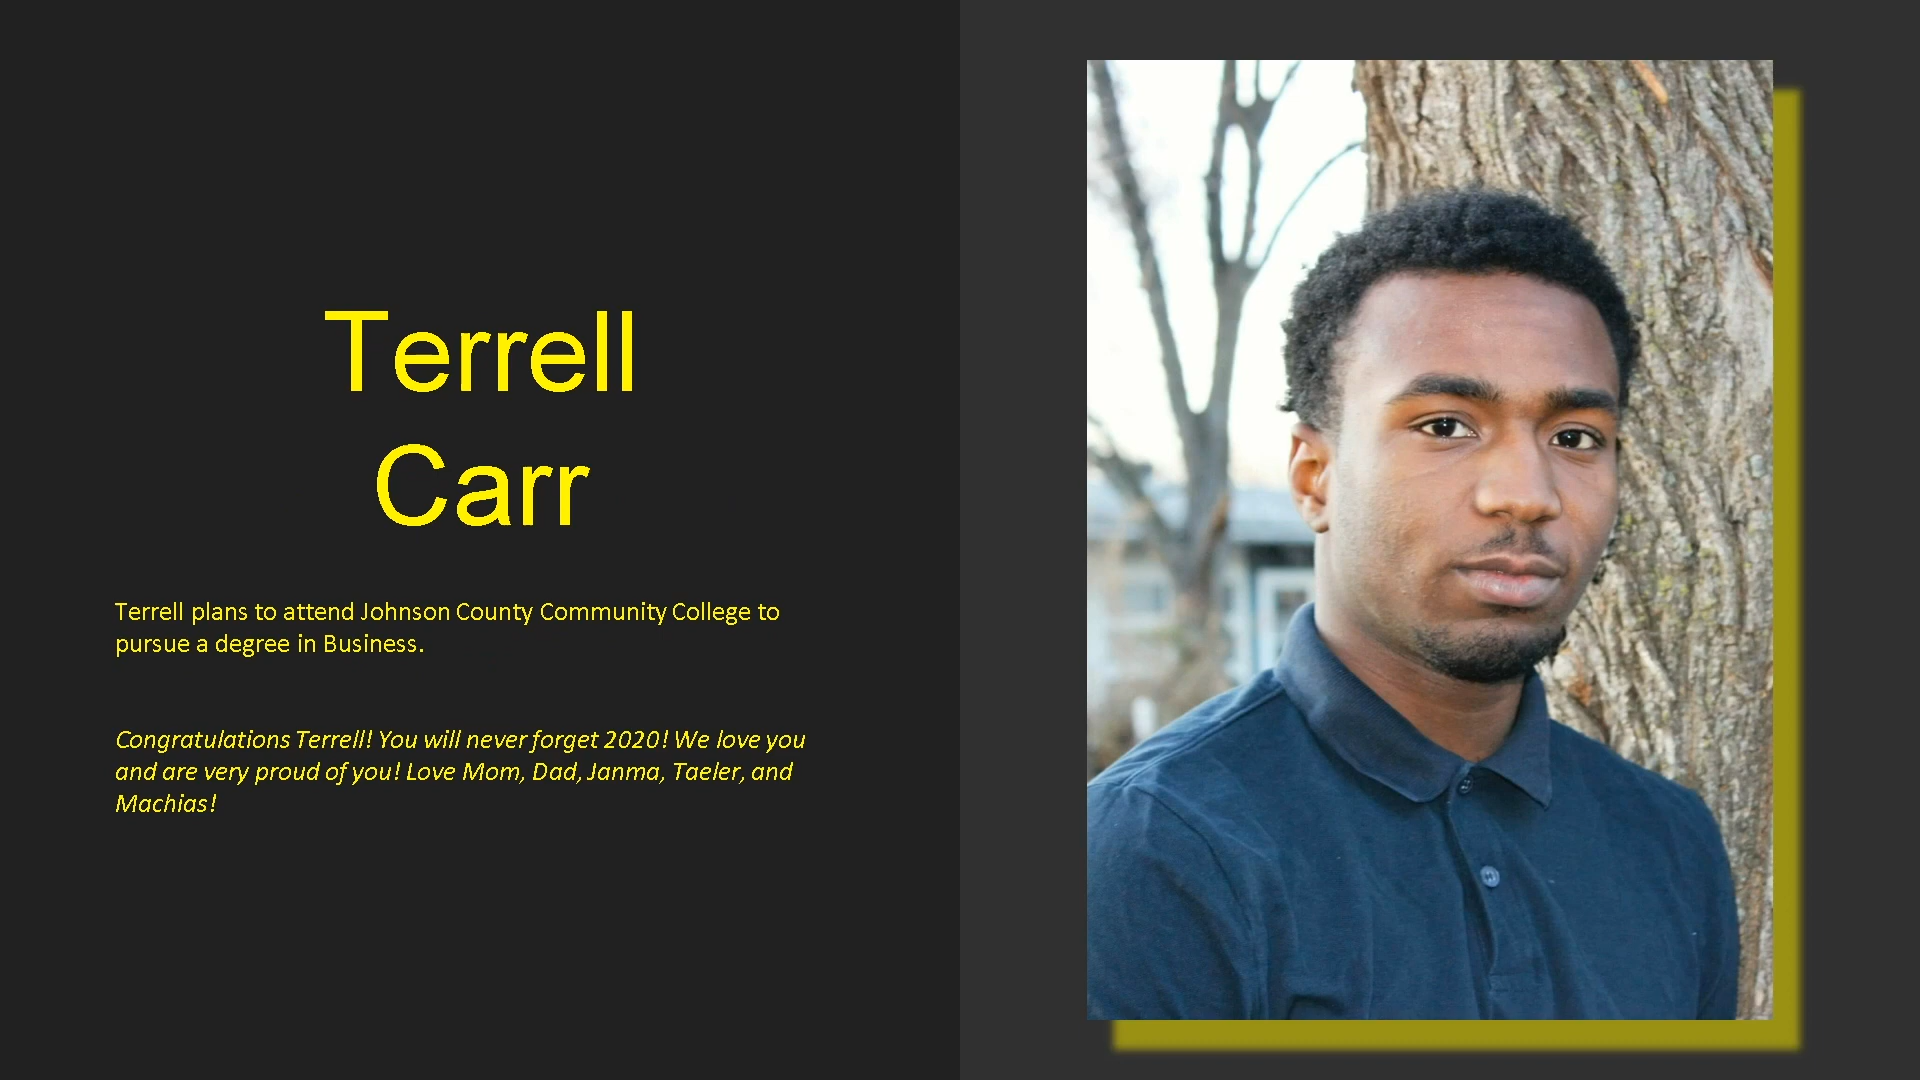 Terrell
Carr
Terrell plans to attend Johnson County Community College to
pursue a degree in Business.
Congratulations Terrell! You will never forget 2020! We love you
and are very proud of you! Love Mom, Dad, Janma, Taeler, and
Machias!